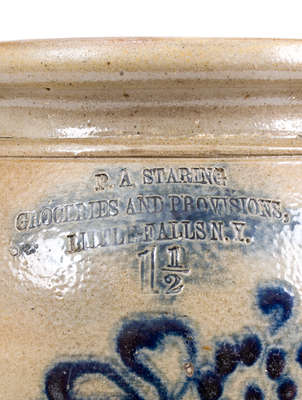 P. A. STARING
GROCERIES AND PROVISIONS,
LITTLE FALLS N.Y.
1 1/2